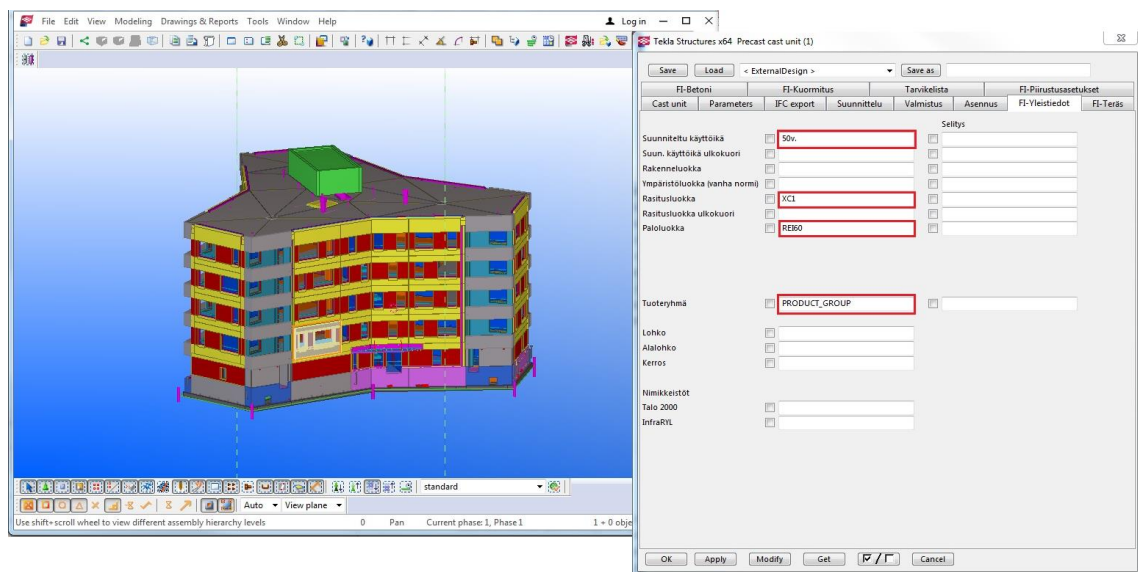 File Edit View Modeling Drawings & Reports Tools Window Help
Log in
Tekla Structures x64 Precast cast unit (1)
Save Load < ExternalDesign > Save as
FI-Betoni FI-Kuormitus Tarvikelista FI-Piirustusasetukset
Cast unit Parameters IFC export Suunnittelu Valmistus Asennus FI-Yleistiedot FI-Teräs
Selitys
Suunniteltu käyttöikä 50v.
Suun. käyttöikä ulkokuori
Rakenneluokka
Ympäristöluokka (vanha normi)
Rasitusluokka XC1
Rasitusluokka ulkokuori
Paloluokka REI60
Tuoteryhmä PRODUCT_GROUP
Lohko
Alalohko
Kerros
Nimikkeistöt
Talo 2000
InfraRYL
standard
Auto View plane
Use shift+scroll wheel to view different assembly hierarchy levels 0 Pan Current phase: 1, Phase 1 1 + 0 obje
OK Apply Modify Get / Cancel